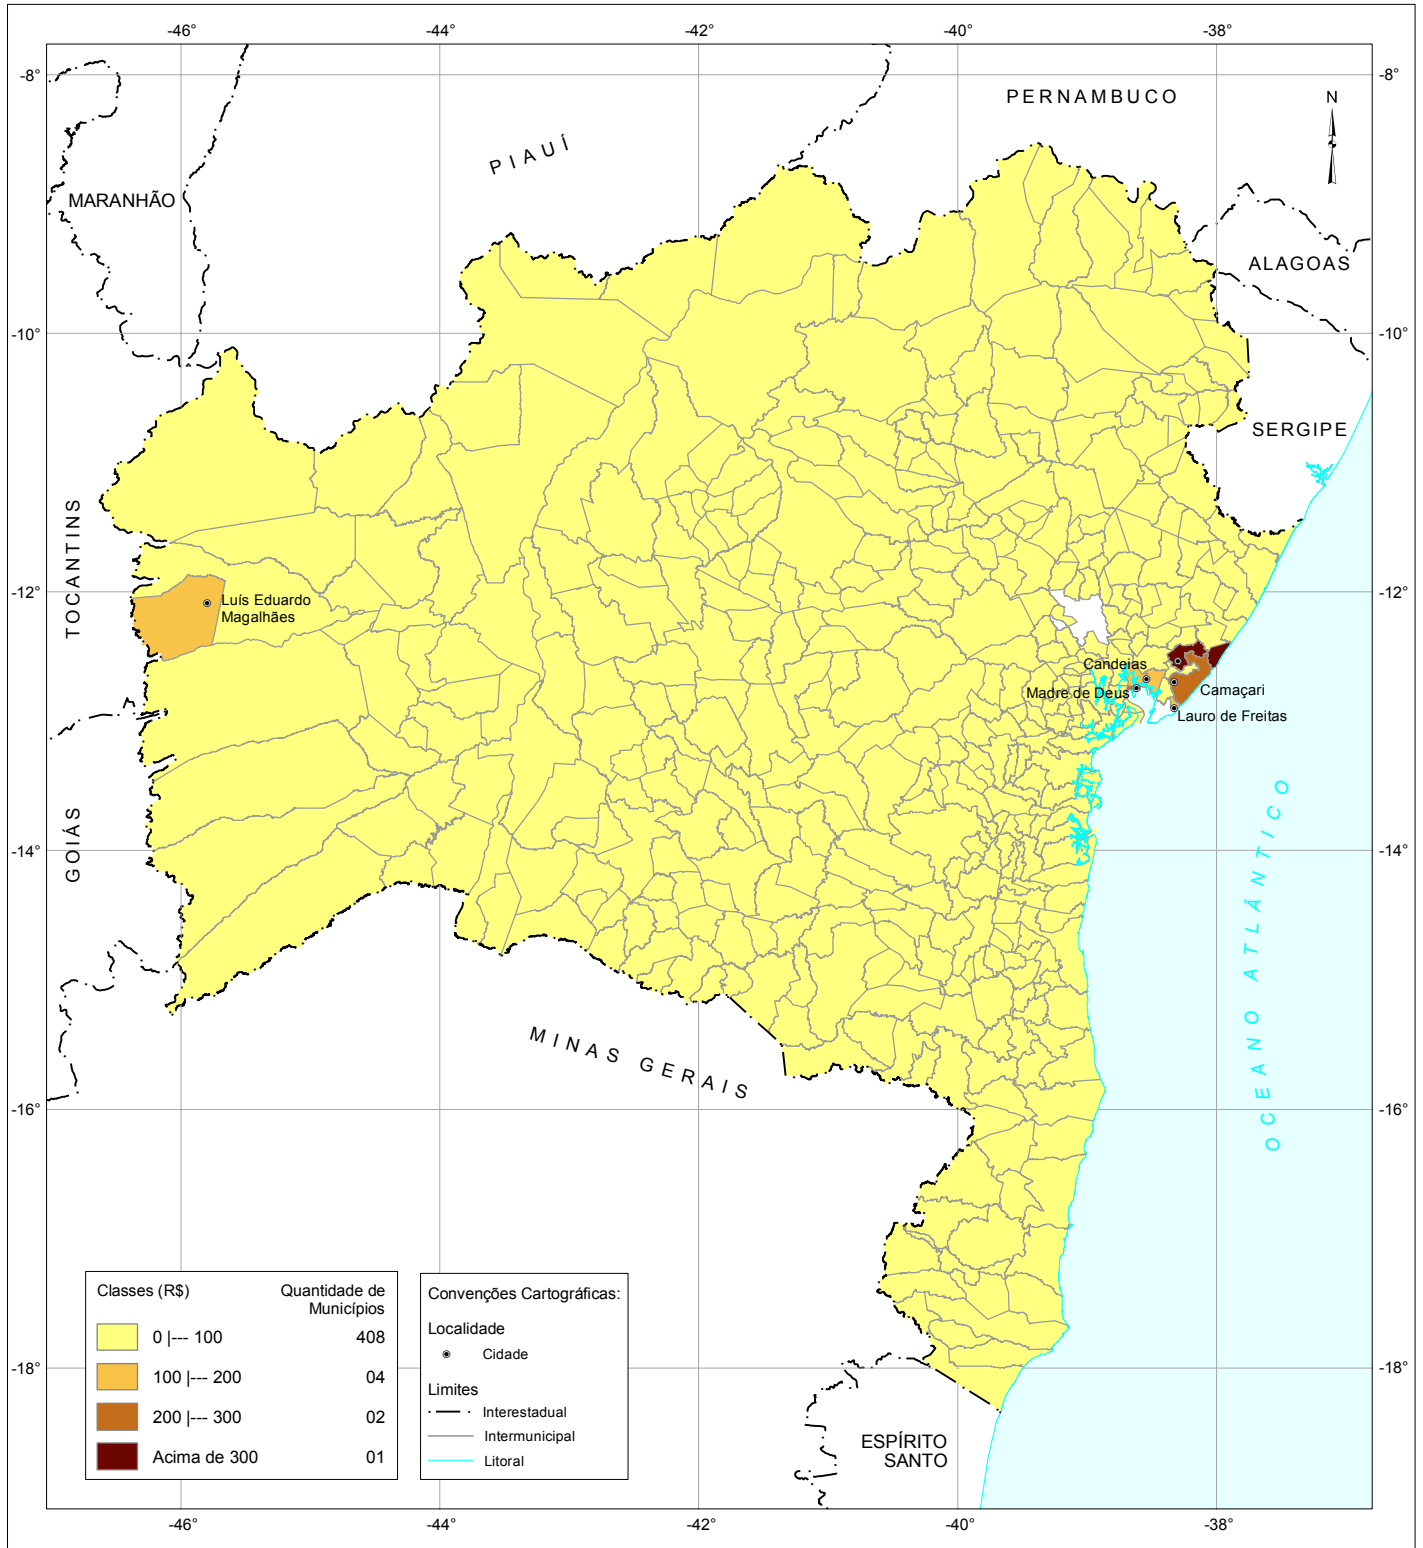 -46°
-44°
-42°
-40°
-38°
-8°
-8°
PERNAMBUCO
N
PIAUÍ
MARANHÃO
ALAGOAS
-10°
-10°
SERGIPE
TOCANTINS
-12°
-12°
Luís Eduardo
Magalhães
Candeias
Madre de Deus
Camaçari
Lauro de Freitas
GOIÁS
OCEANO ATLÂNTICO
-14°
-14°
MINAS GERAIS
-16°
-16°
Classes (R$)
Quantidade de
Municípios
0 |--- 100
408
100 |--- 200
04
200 |--- 300
02
Acima de 300
01
Convenções Cartográficas:
Localidade
Cidade
Limites
Interestadual
Intermunicipal
Litoral
-18°
-18°
ESPÍRITO
SANTO
-46°
-44°
-42°
-40°
-38°